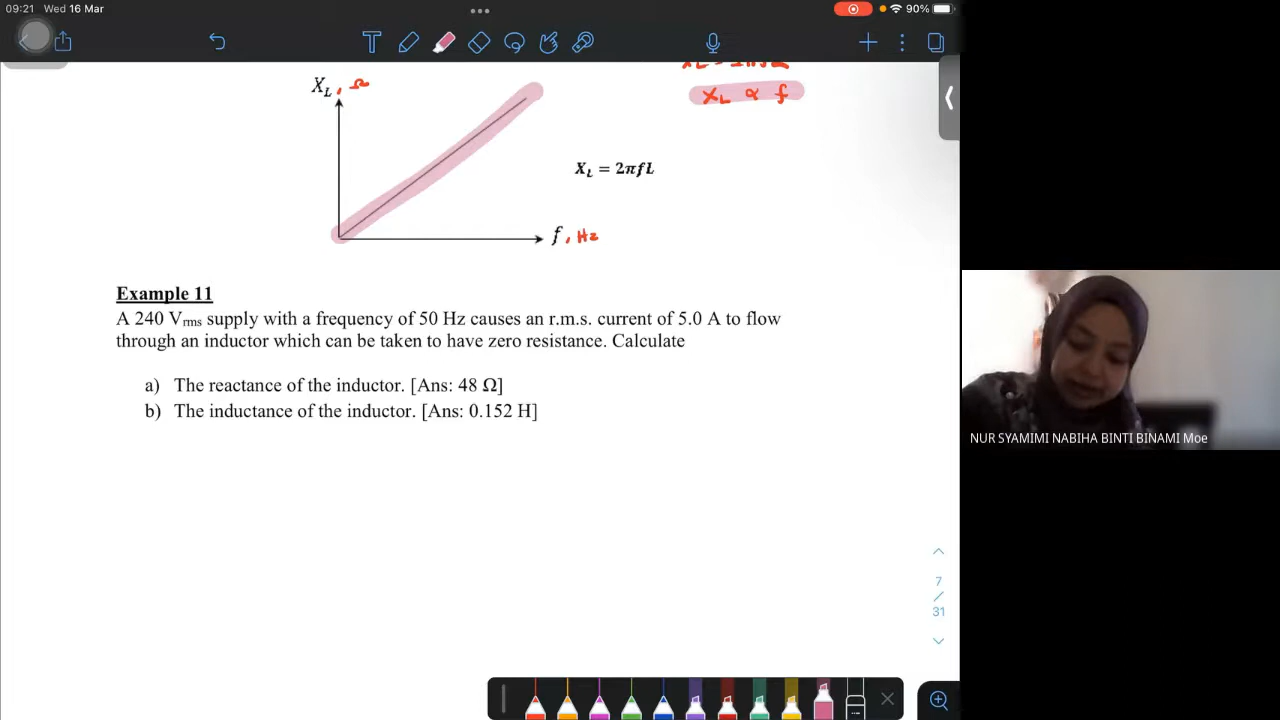 09:21 Wed 16 Mar
90%
X_L, Ω
X_L ∝ f
X_L = 2πfL
f, Hz
Example 11
A 240 Vrms supply with a frequency of 50 Hz causes an r.m.s. current of 5.0 A to flow
through an inductor which can be taken to have zero resistance. Calculate
a) The reactance of the inductor. [Ans: 48 Ω]
b) The inductance of the inductor. [Ans: 0.152 H]
NUR SYAMIMI NABIHA BINTI BINAMI Moe
7
/
31